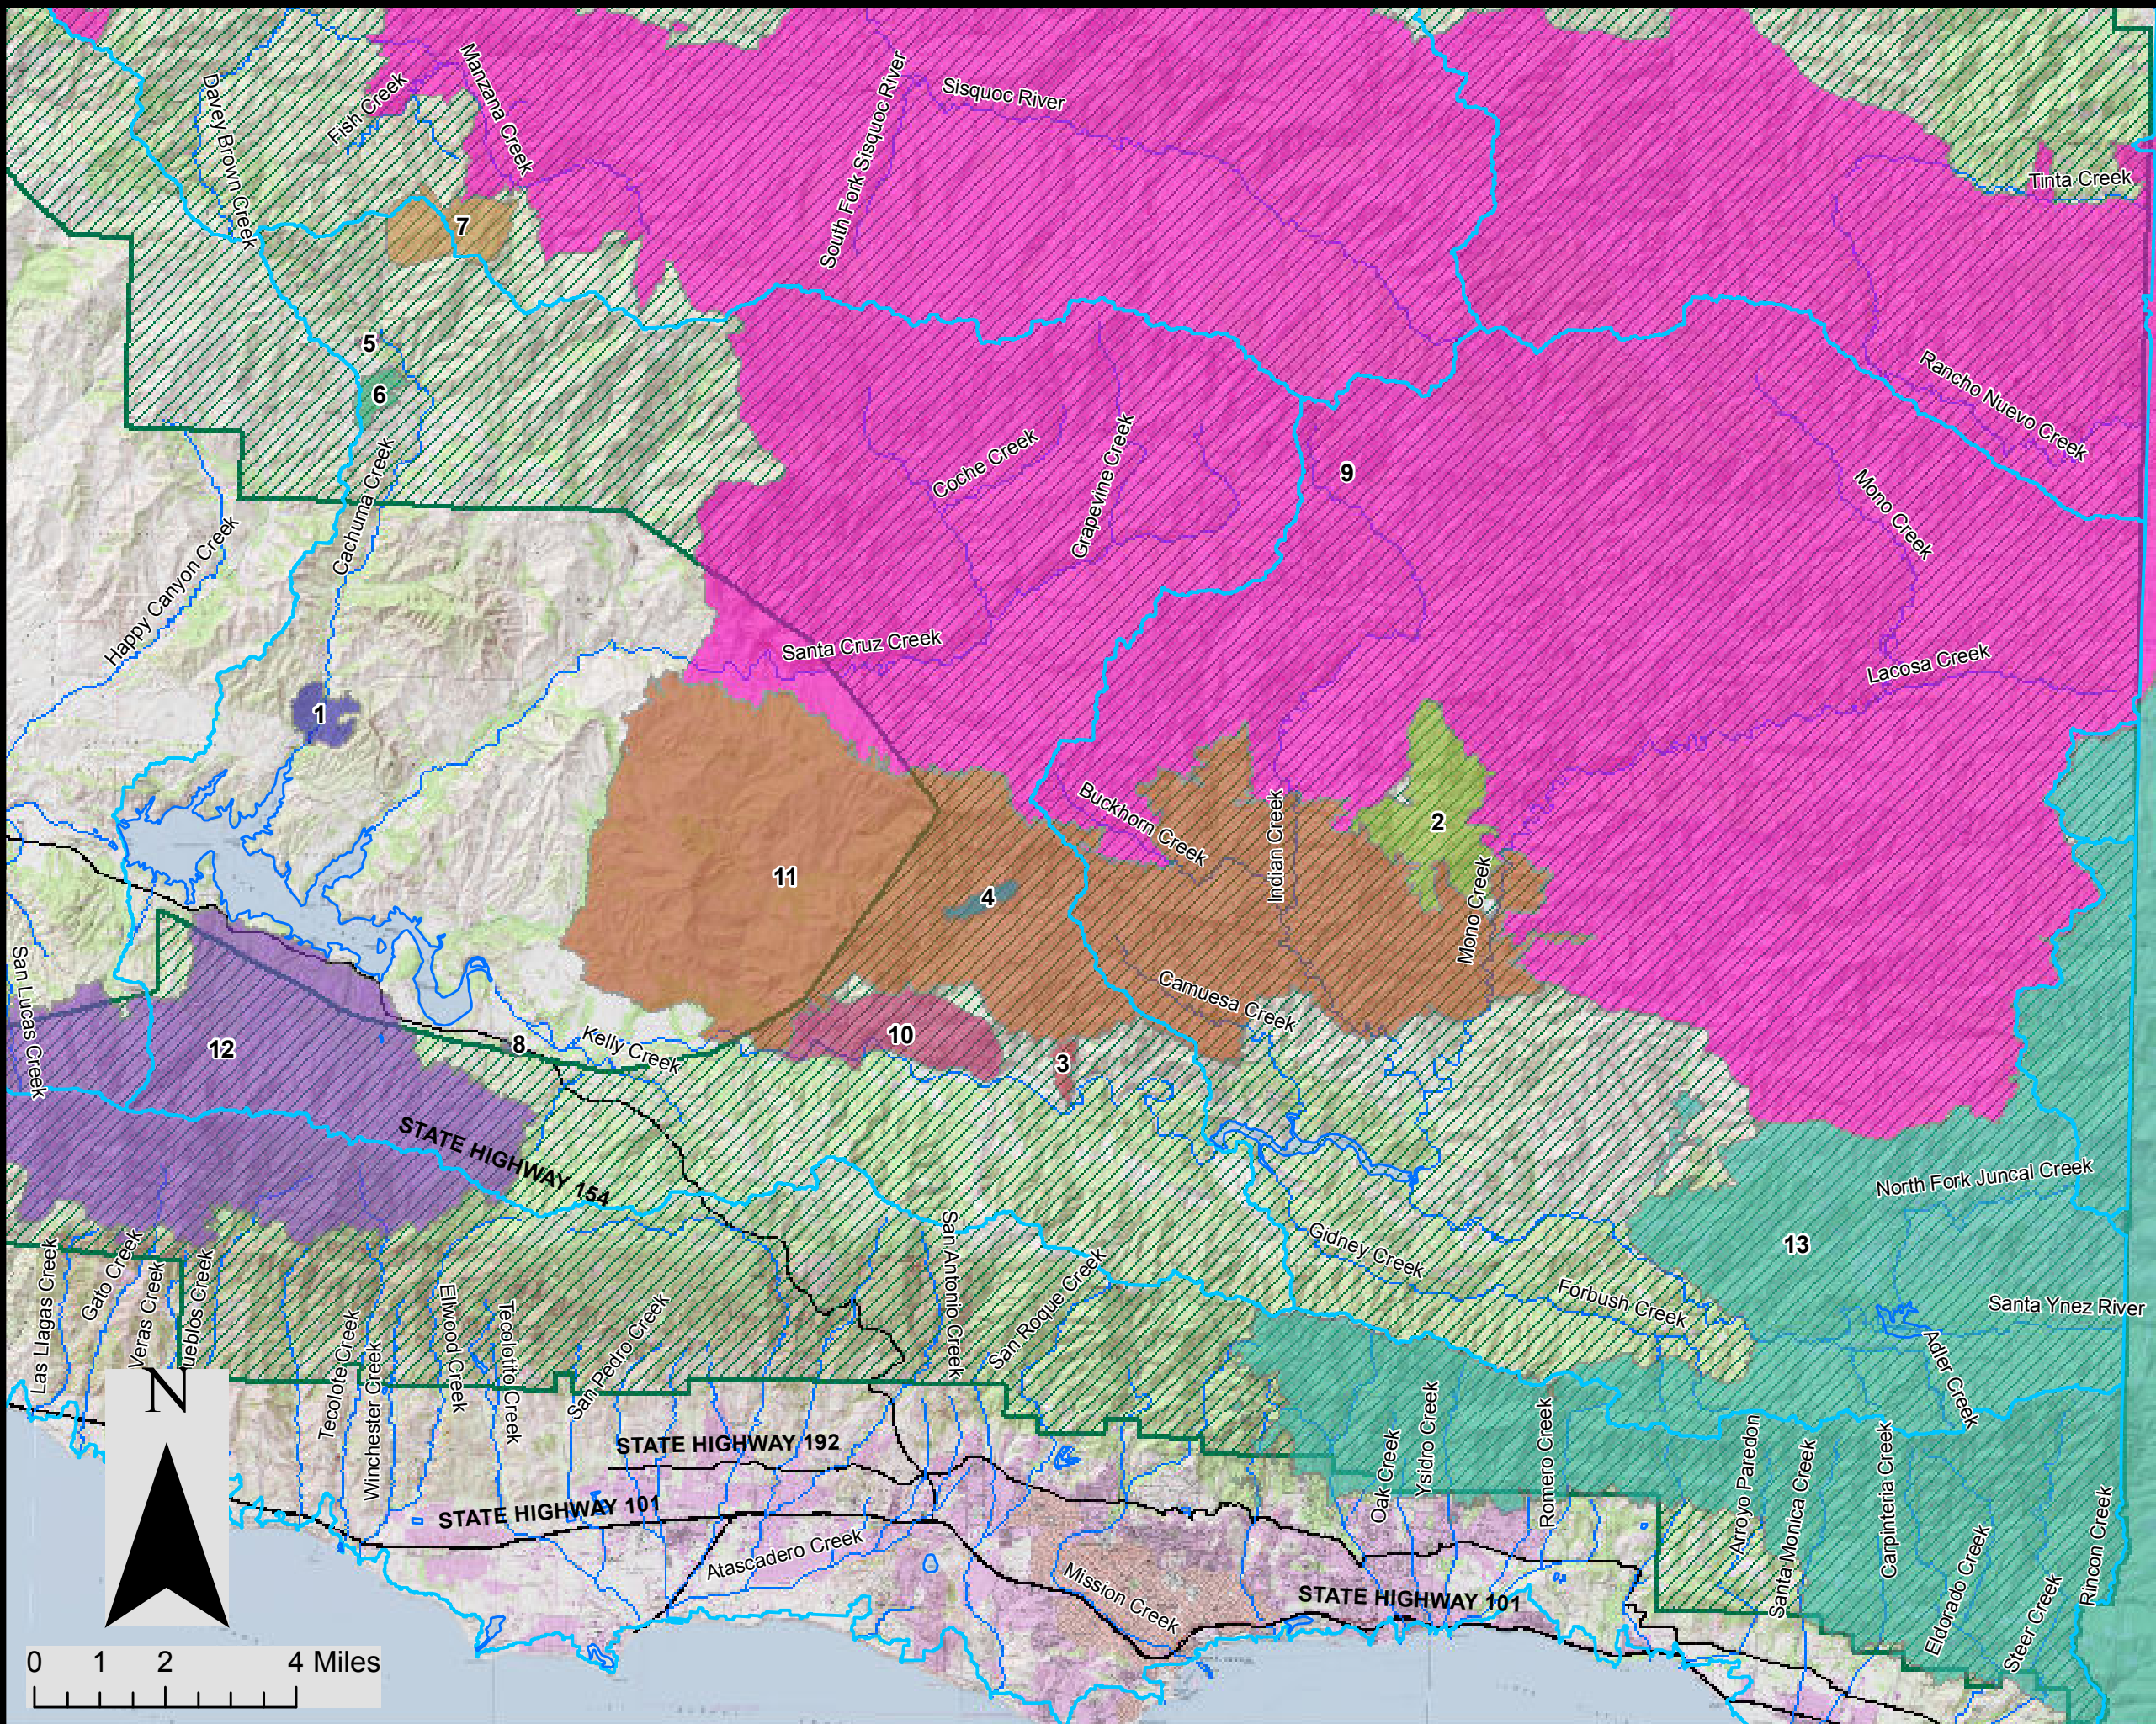 Manzana Creek
South Fork Sisquoc River
Sisquoc River
Davey Brown Creek
Fish Creek
Tinta Creek
7
5
6
Rancho Nuevo Creek
Coche Creek
Grapevine Creek
9
Mono Creek
Cachuma Creek
Happy Canyon Creek
Santa Cruz Creek
Lacosa Creek
1
Buckhorn Creek
Indian Creek
2
11
4
Mono Creek
San Lucas Creek
Camuesa Creek
12
8
Kelly Creek
10
3
STATE HIGHWAY 154
North Fork Juncal Creek
13
Gidney Creek
Forbush Creek
Santa Ynez River
Adler Creek
San Antonio Creek
San Roque Creek
Las Llagas Creek
Gato Creek
Veras Creek
ueblos Creek
Tecolote Creek
Winchester Creek
Ellwood Creek
Tecolotito Creek
San Pedro Creek
Oak Creek
Ysidro Creek
Romero Creek
Arroyo Paredon
Santa Monica Creek
Carpinteria Creek
Eldorado Creek
Steer Creek
Rincon Creek
N
STATE HIGHWAY 192
STATE HIGHWAY 101
Atascadero Creek
Mission Creek
STATE HIGHWAY 101
0 1 2 4 Miles